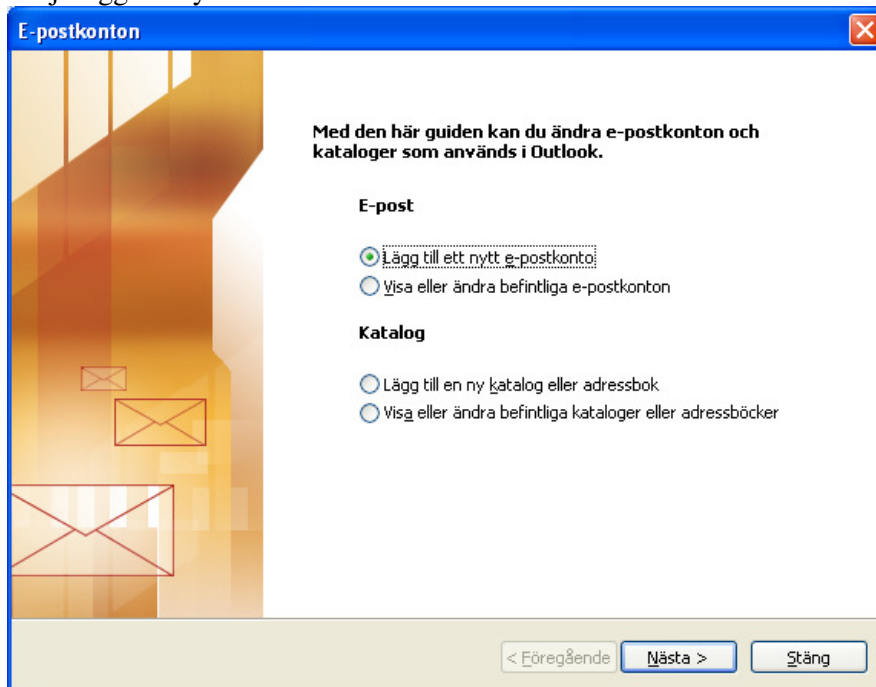 E-postkonton
Med den här guiden kan du ändra e-postkonton och
kataloger som används i Outlook.
E-post
Lägg till ett nytt e-postkonto
Visa eller ändra befintliga e-postkonton
Katalog
Lägg till en ny katalog eller adressbok
Visa eller ändra befintliga kataloger eller adressböcker
< Föregående
Nästa >
Stäng